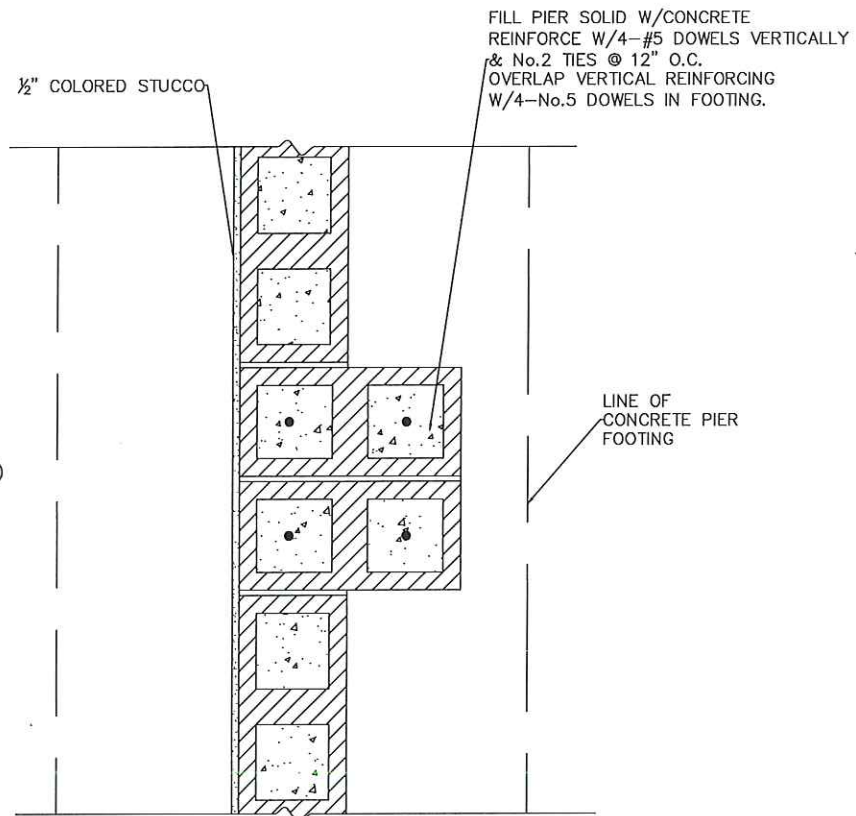 FILL PIER SOLID W/CONCRETE
REINFORCE W/4-#5 DOWELS VERTICALLY
& No.2 TIES @ 12" O.C.
OVERLAP VERTICAL REINFORCING
W/4-No.5 DOWELS IN FOOTING.
½" COLORED STUCCO
LINE OF
CONCRETE PIER
FOOTING